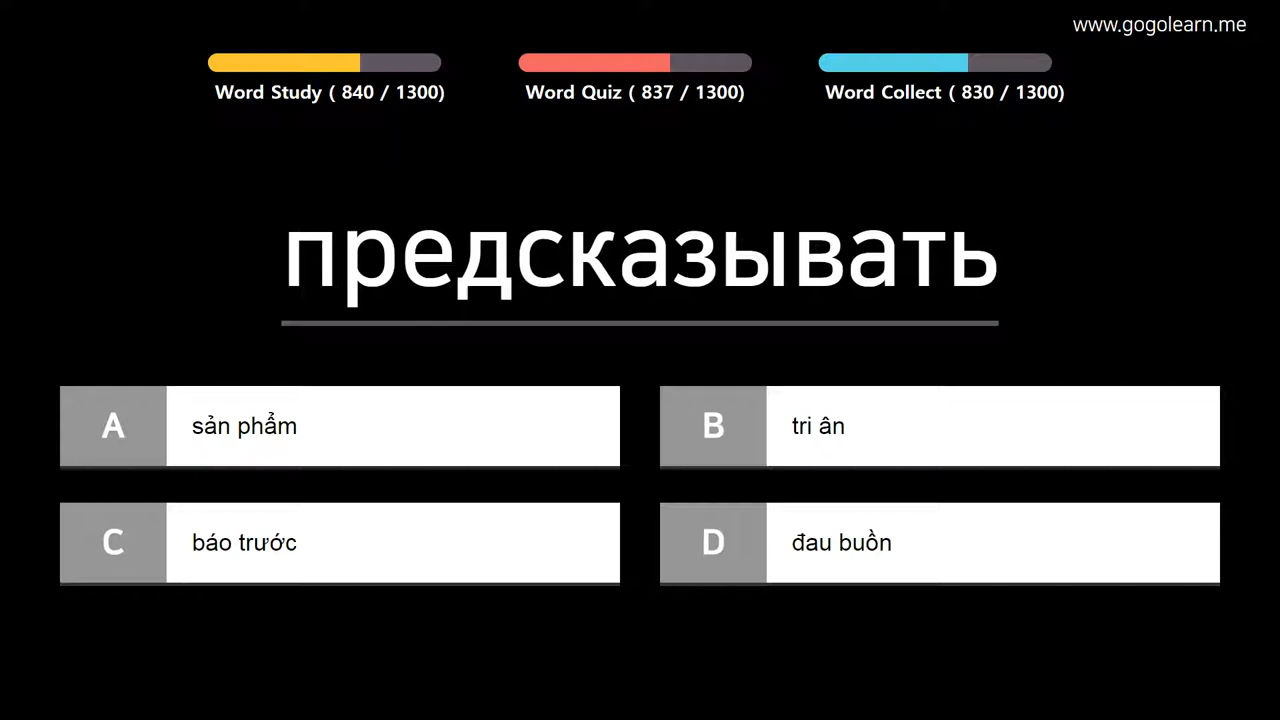 www.gogolearn.me
Word Study ( 840 / 1300)
Word Quiz ( 837 / 1300)
Word Collect ( 830 / 1300)
предсказывать
A
sản phẩm
B
tri ân
C
báo trước
D
đau buồn